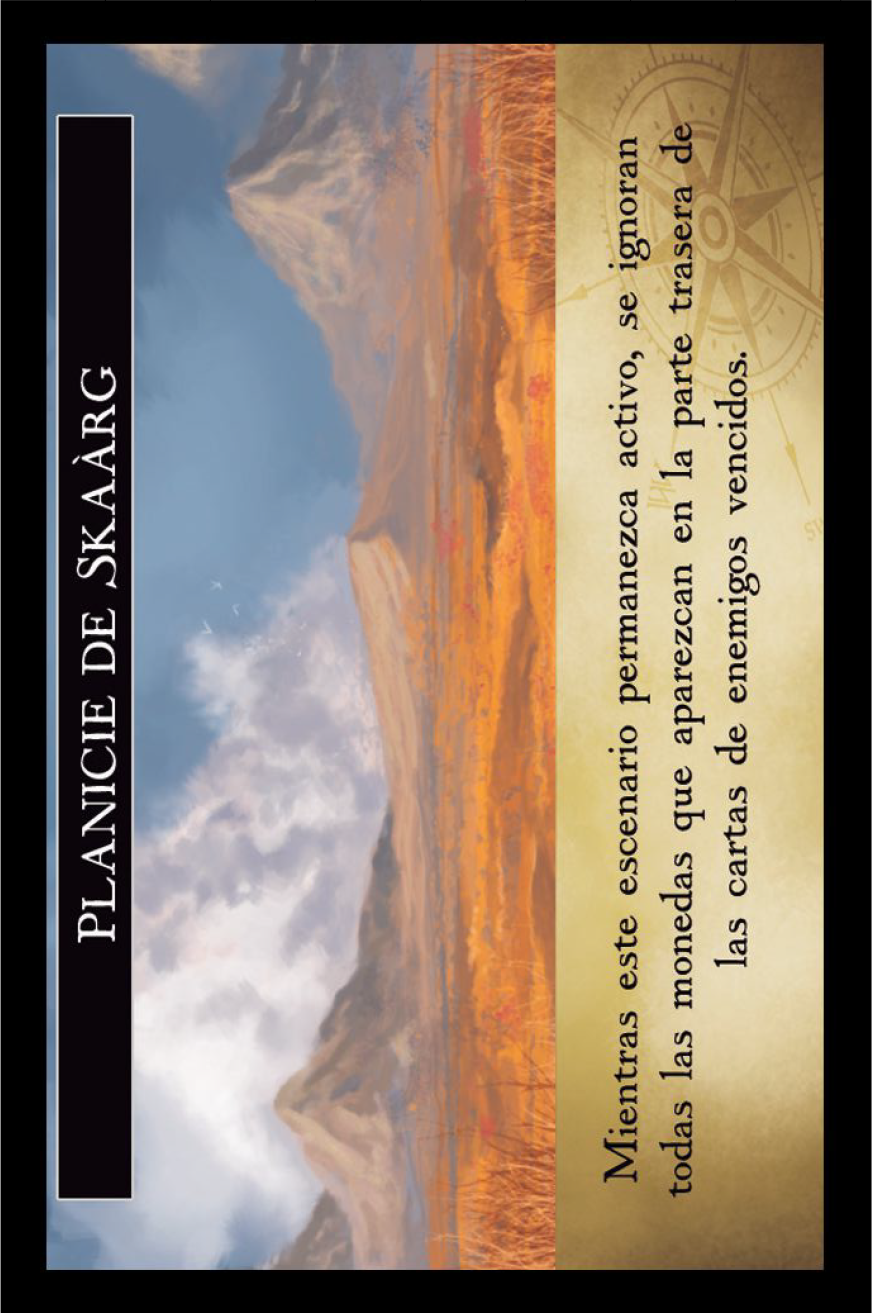 PLANICIE DE SKAÀRG
Mientras este escenario permanezca activo, se ignoran
todas las monedas que aparezcan en la parte trasera de
las cartas de enemigos vencidos.